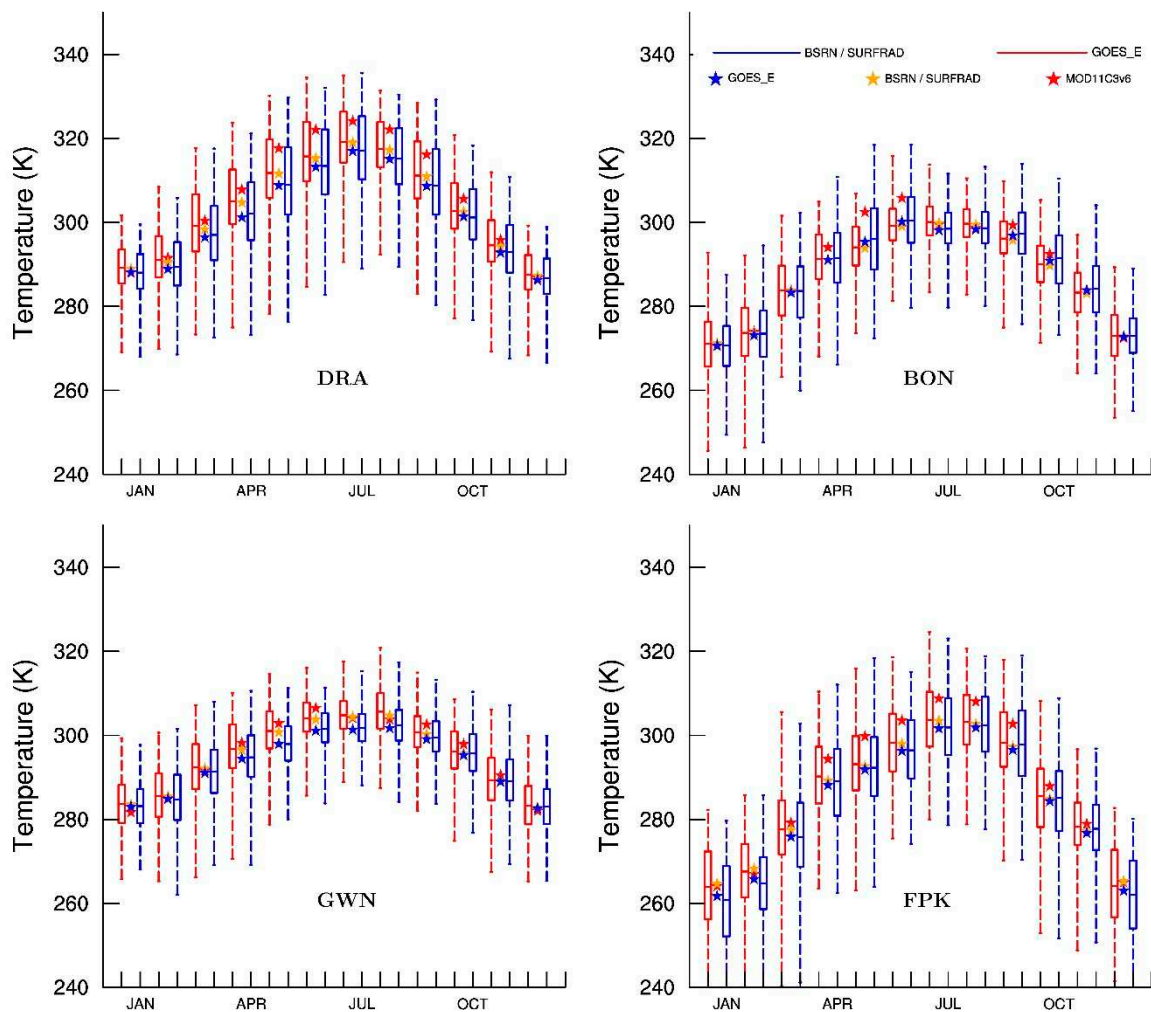 340
320
300
280
260
240
Temperature (K)
DRA
JAN APR JUL OCT
BSRN / SURFRAD GOES_E
GOES_E BSRN / SURFRAD MOD11C3v6
340
320
300
280
260
240
Temperature (K)
BON
JAN APR JUL OCT
340
320
300
280
260
240
Temperature (K)
GWN
JAN APR JUL OCT
340
320
300
280
260
240
Temperature (K)
FPK
JAN APR JUL OCT